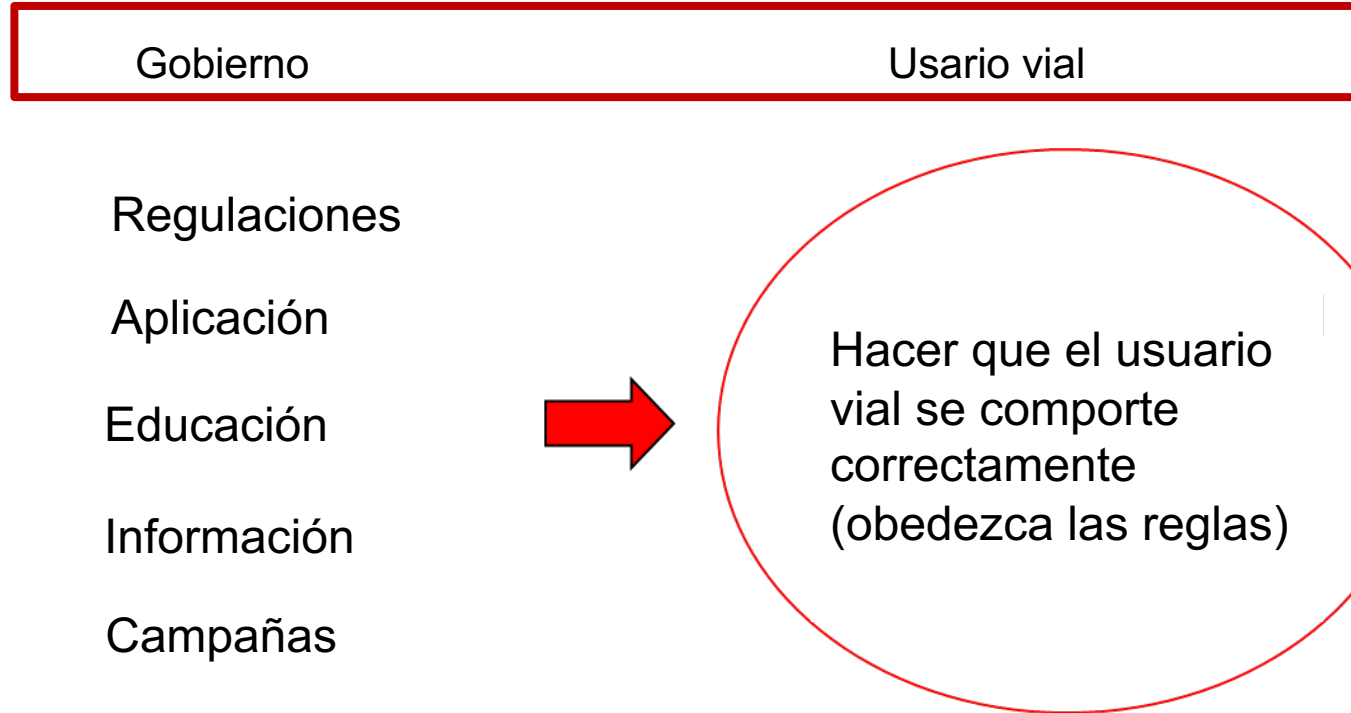 Gobierno
Usario vial
Regulaciones
Aplicación
Educación
Información
Campañas
Hacer que el usuario
vial se comporte
correctamente
(obedezca las reglas)